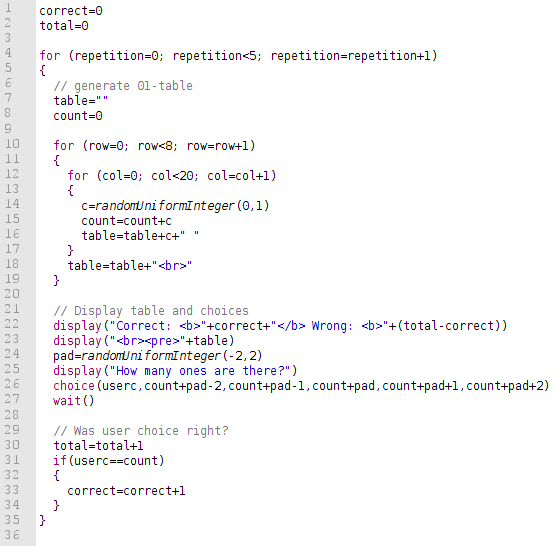 1 correct=0
2 total=0
3
4 for (repetition=0; repetition<5; repetition=repetition+1)
5 {
6   // generate 01-table
7   table=""
8   count=0
9
10   for (row=0; row<8; row=row+1)
11   {
12     for (col=0; col<20; col=col+1)
13     {
14       c=randomUniformInteger(0,1)
15       count=count+c
16       table=table+c+" "
17     }
18     table=table+"<br>"
19   }
20
21   // Display table and choices
22   display("Correct: <b>"+correct+"</b> Wrong: <b>"+(total-correct))
23   display("<br><pre>"+table)
24   pad=randomUniformInteger(-2,2)
25   display("How many ones are there?")
26   choice(userc,count+pad-2,count+pad-1,count+pad,count+pad+1,count+pad+2)
27   wait()
28
29   // Was user choice right?
30   total=total+1
31   if(userc==count)
32   {
33     correct=correct+1
34   }
35 }
36